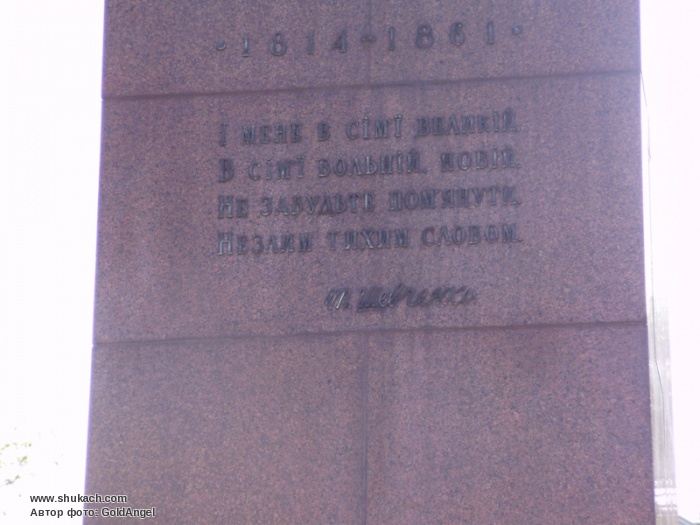 · 1814–1861 ·
І МЕНЕ В СІМ'Ї ВЕЛИКІЙ,
В СІМ'Ї ВОЛЬНІЙ, НОВІЙ,
НЕ ЗАБУДЬТЕ ПОМ'ЯНУТИ
НЕЗЛИМ ТИХИМ СЛОВОМ.
Т. Шевченко
www.shukach.com
Автор фото: GoldAngel